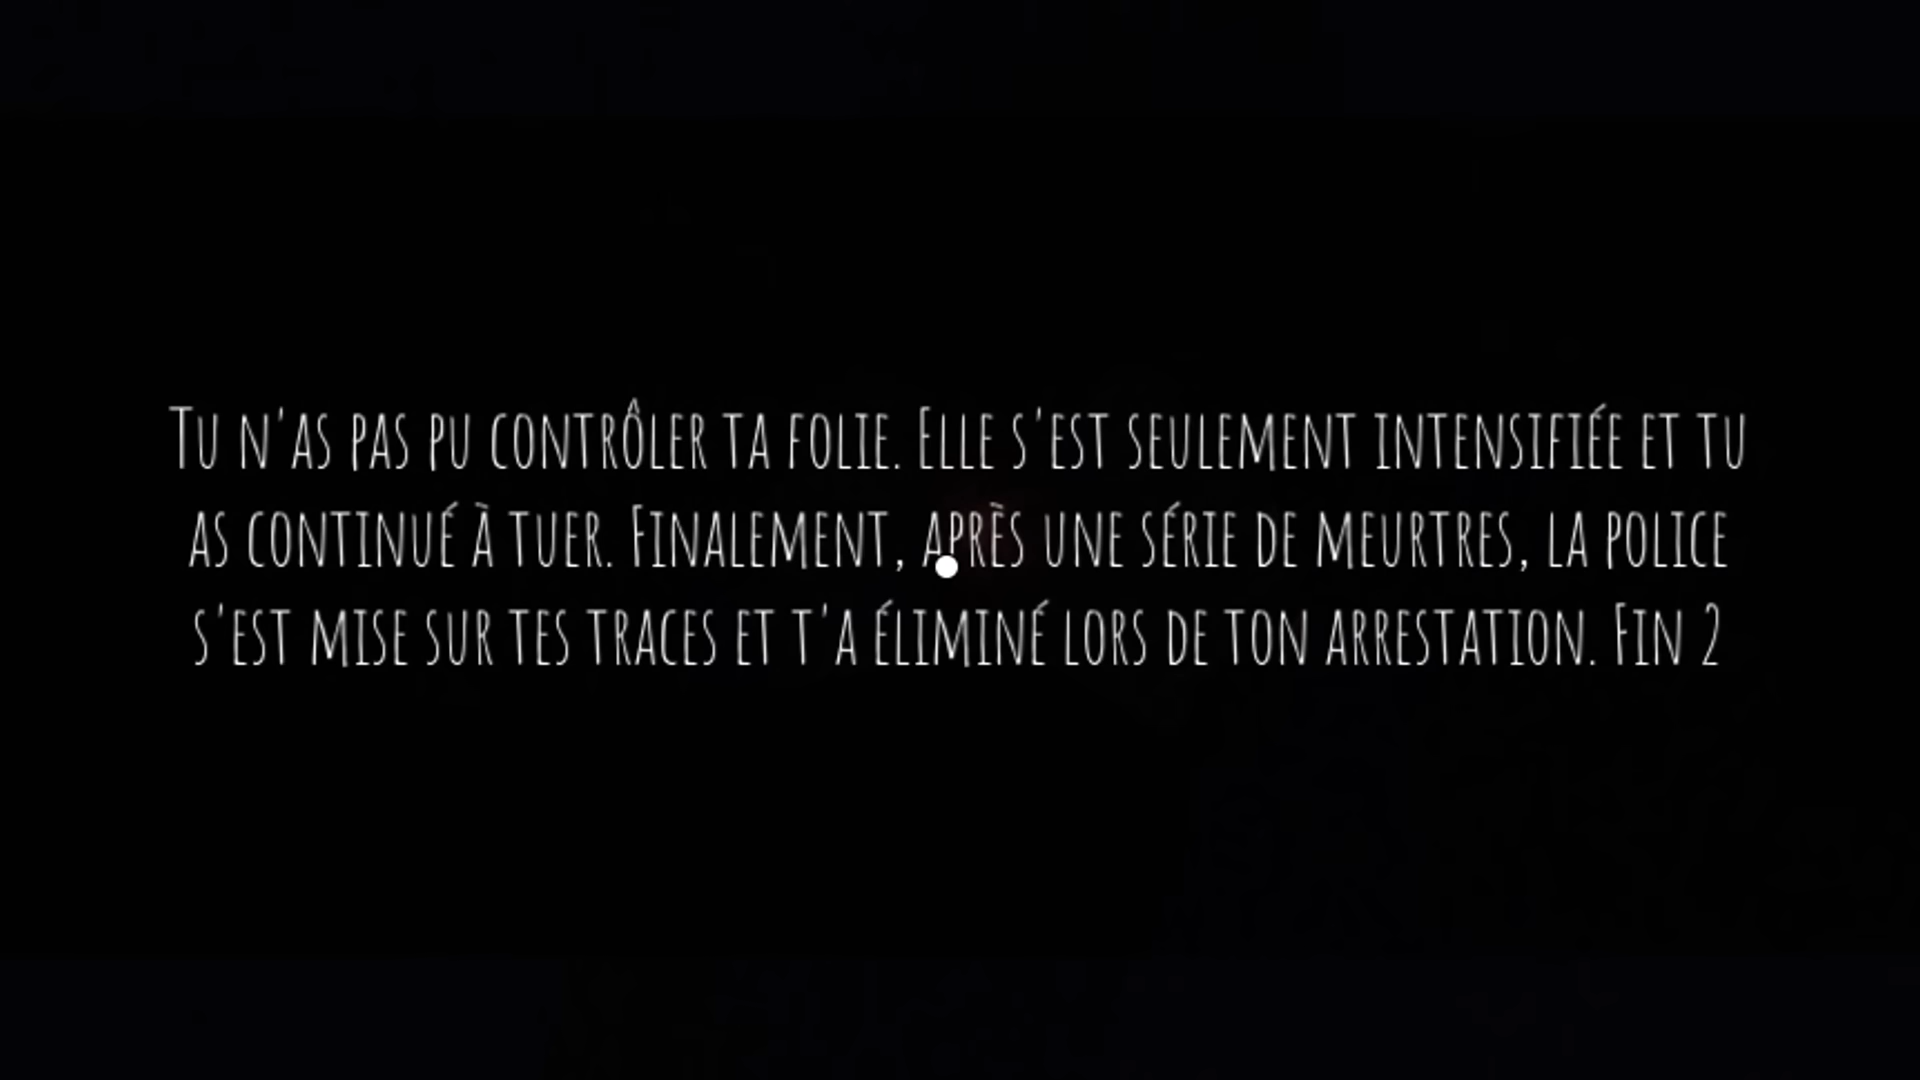 Tu n'as pas pu contrôler ta folie. Elle s'est seulement intensifiée et tu
as continué à tuer. Finalement, après une série de meurtres, la police
s'est mise sur tes traces et t'a éliminé lors de ton arrestation. Fin 2